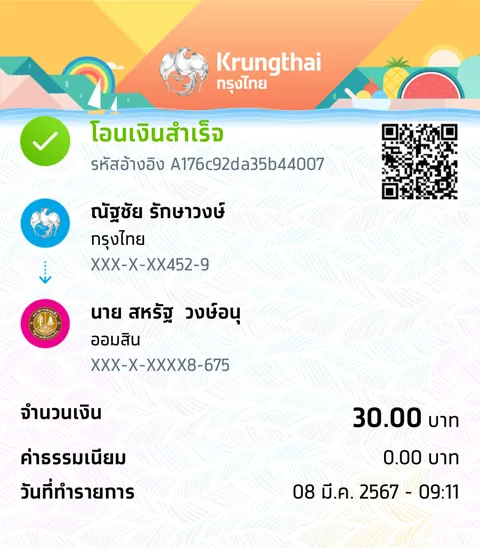 Krungthai
กรุงไทย
โอนเงินสำเร็จ
รหัสอ้างอิง A176c92da35b44007
ณัฐชัย รักษาวงษ์
กรุงไทย
XXX-X-XX452-9
นาย สหรัฐ วงษ์อนุ
ออมสิน
XXX-X-XXXX8-675
จำนวนเงิน 30.00 บาท
ค่าธรรมเนียม 0.00 บาท
วันที่ทำรายการ 08 มี.ค. 2567 - 09:11